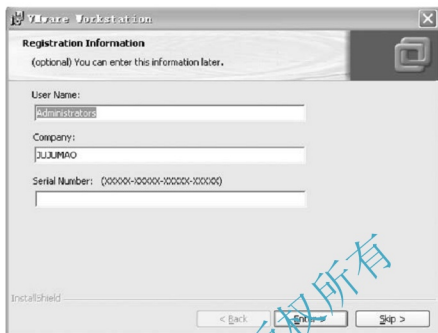 VMware Workstation
Registration Information
(optional) You can enter this information later.
User Name:
Administrators
Company:
JUJUMAO
Serial Number: (XXXXX-XXXXX-XXXXX-XXXXX)
InstallShield
< Back
Enter >
Skip >
权所有